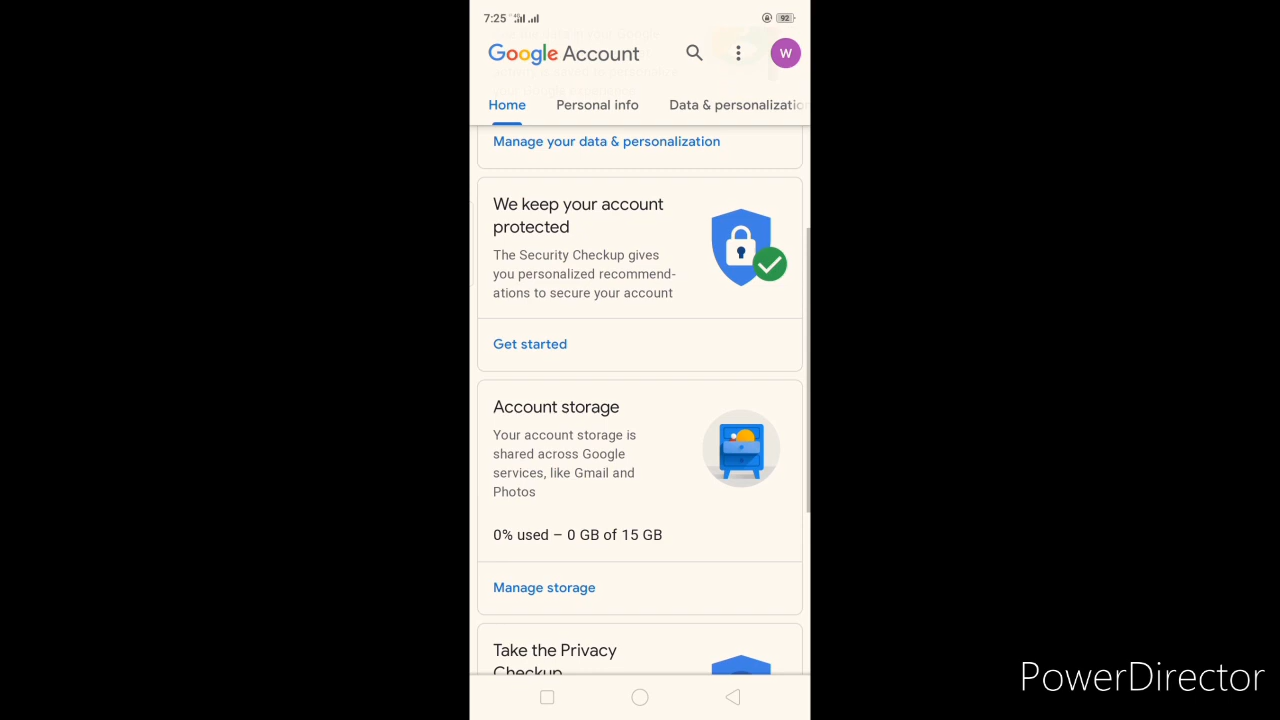 7:25
92
Google Account
W
Home Personal info Data & personalizatio
Manage your data & personalization
We keep your account
protected
The Security Checkup gives
you personalized recommend-
ations to secure your account
Get started
Account storage
Your account storage is
shared across Google
services, like Gmail and
Photos
0% used – 0 GB of 15 GB
Manage storage
Take the Privacy
Checkup
PowerDirector